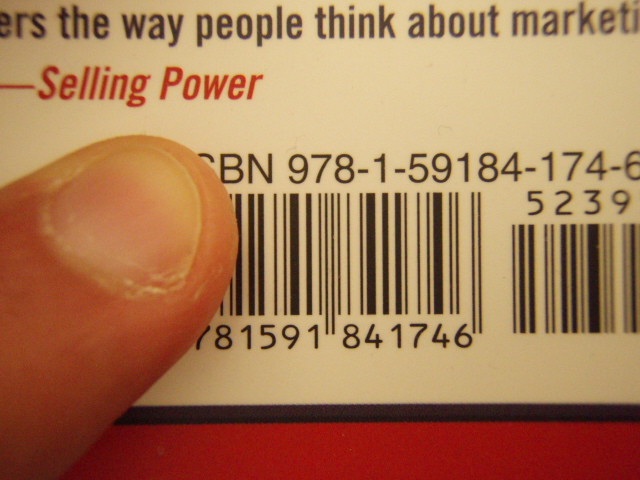 ers the way people think about marketi
—Selling Power
SBN 978-1-59184-174-6
5239
781591 841746